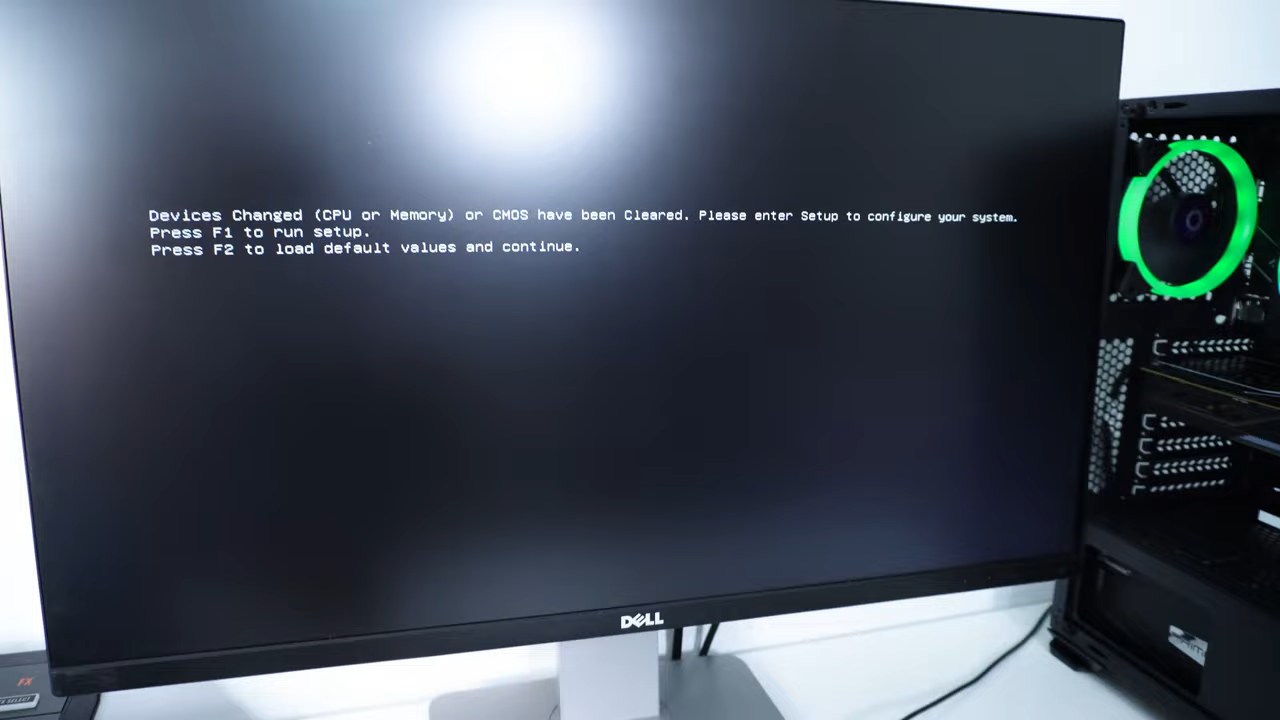 Devices Changed (CPU or Memory) or CMOS have been Cleared. Please enter Setup to configure your system.
Press F1 to run setup.
Press F2 to load default values and continue.
DELL
FX